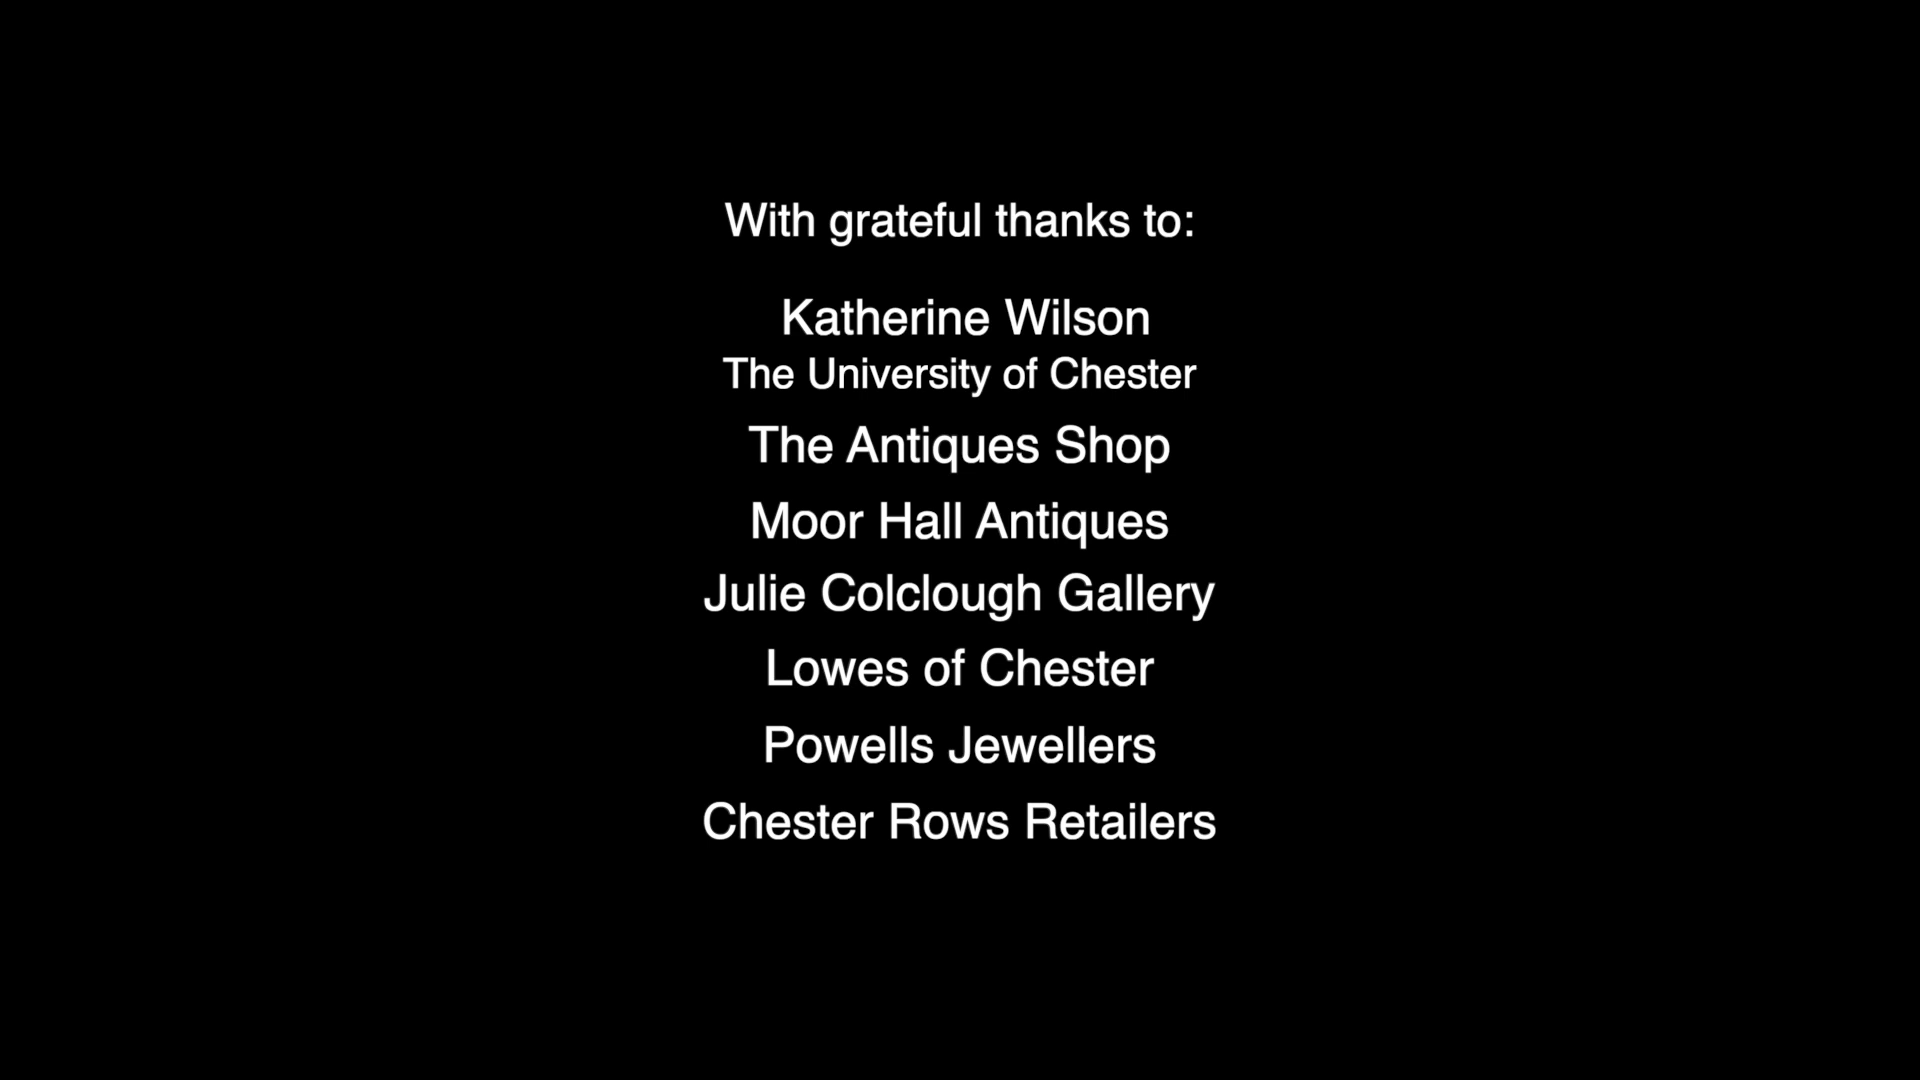 With grateful thanks to:
Katherine Wilson
The University of Chester
The Antiques Shop
Moor Hall Antiques
Julie Colclough Gallery
Lowes of Chester
Powells Jewellers
Chester Rows Retailers